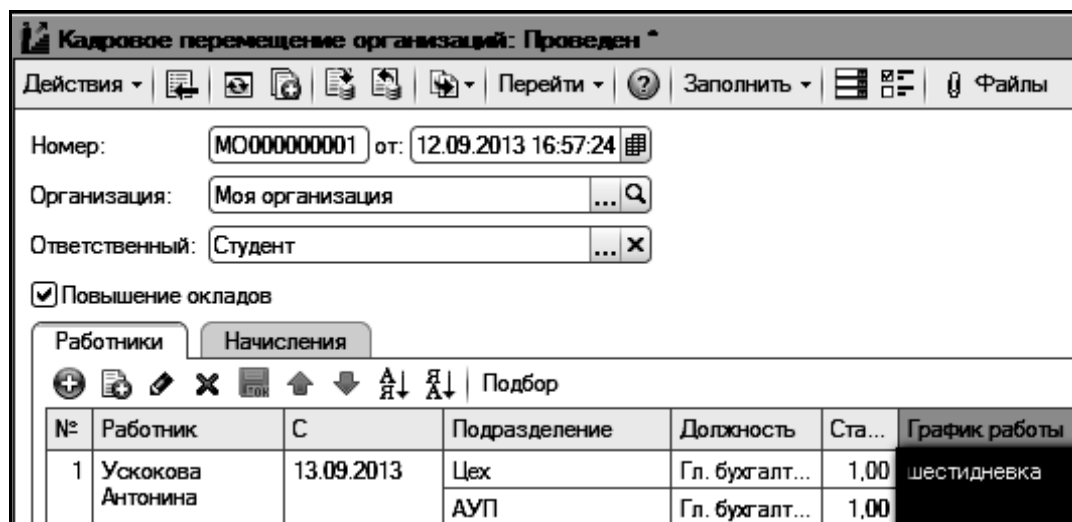 Кадровое перемещение организаций: Проведен *
Действия Перейти ? Заполнить Файлы
Номер: МО000000001 от: 12.09.2013 16:57:24
Организация: Моя организация ...
Ответственный: Студент ...
Повышение окладов
Работники Начисления
Подбор
№ Работник С Подразделение Должность Ста... График работы
1 Ускокова 13.09.2013 Цех Гл. бухгалт... 1,00 шестидневка
Антонина АУП Гл. бухгалт... 1,00